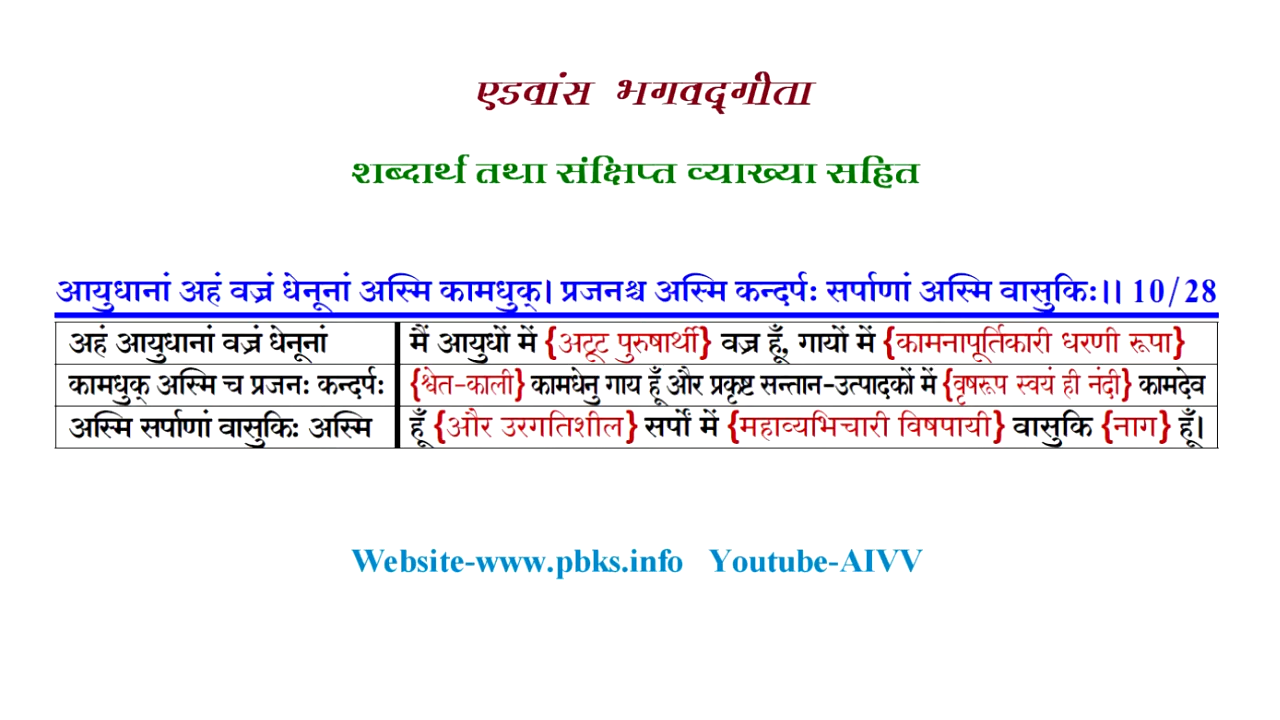 एडवांस भगवद्गीता
शब्दार्थ तथा संक्षिप्त व्याख्या सहित
आयुधानां अहं वज्रं धेनूनां अस्मि कामधुक्। प्रजनश्च अस्मि कन्दर्पः सर्पाणां अस्मि वासुकिः।। 10/28
अहं आयुधानां वज्रं धेनूनां मैं आयुधों में {अटूट पुरुषार्थी} वज्र हूँ, गायों में {कामनापूर्तिकारी धरणी रूपा}
कामधुक् अस्मि च प्रजनः कन्दर्पः {श्वेत-काली} कामधेनु गाय हूँ और प्रकृष्ट सन्तान-उत्पादकों में {वृषरूप स्वयं ही नंदी} कामदेव
अस्मि सर्पाणां वासुकिः अस्मि हूँ {और उरगतिशील} सर्पों में {महाव्यभिचारी विषपायी} वासुकि {नाग} हूँ।
Website-www.pbks.info Youtube-AIVV